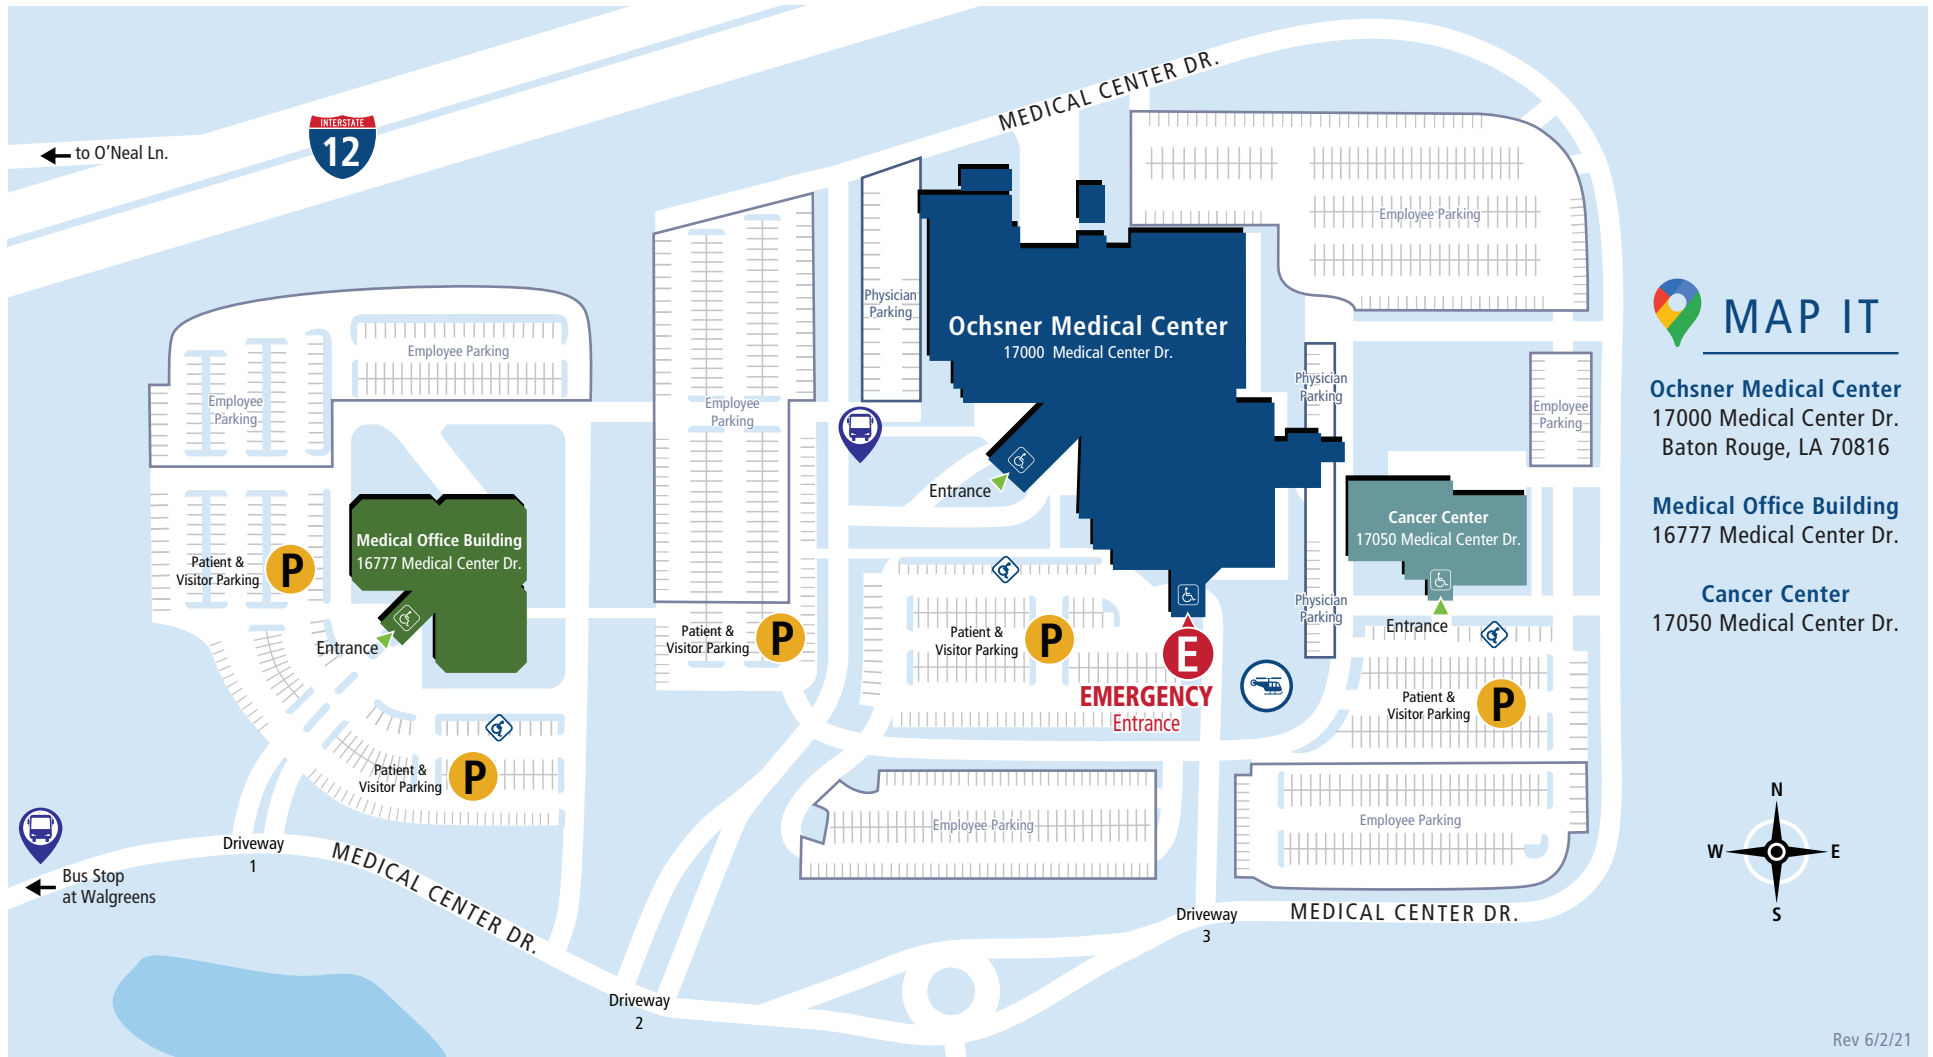 MEDICAL CENTER DR.
INTERSTATE
12
to O'Neal Ln.
Employee Parking
Physician
Parking
Ochsner Medical Center
17000 Medical Center Dr.
Employee Parking
Employee
Parking
Employee
Parking
Physician
Parking
Employee
Parking
Entrance
Medical Office Building
16777 Medical Center Dr.
Cancer Center
17050 Medical Center Dr.
Patient &
Visitor Parking
P
Entrance
Patient &
Visitor Parking
P
Patient &
Visitor Parking
P
E
EMERGENCY
Entrance
Physician
Parking
Entrance
Patient &
Visitor Parking
P
Patient &
Visitor Parking
P
Employee Parking
Employee Parking
Driveway
1
MEDICAL CENTER DR.
Bus Stop
at Walgreens
Driveway
2
Driveway
3
MEDICAL CENTER DR.
MAP IT
Ochsner Medical Center
17000 Medical Center Dr.
Baton Rouge, LA 70816
Medical Office Building
16777 Medical Center Dr.
Cancer Center
17050 Medical Center Dr.
N
W
E
S
Rev 6/2/21